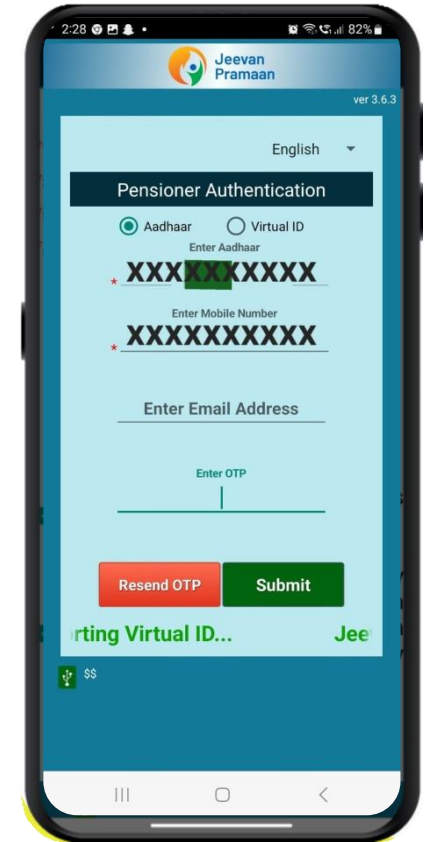 2:28 82%
Jeevan
Pramaan
ver 3.6.3
English
Pensioner Authentication
Aadhaar Virtual ID
Enter Aadhaar
* XXXXXXXXXX
Enter Mobile Number
* XXXXXXXXXX
Enter Email Address
Enter OTP
Resend OTP Submit
rting Virtual ID... Jee
$$